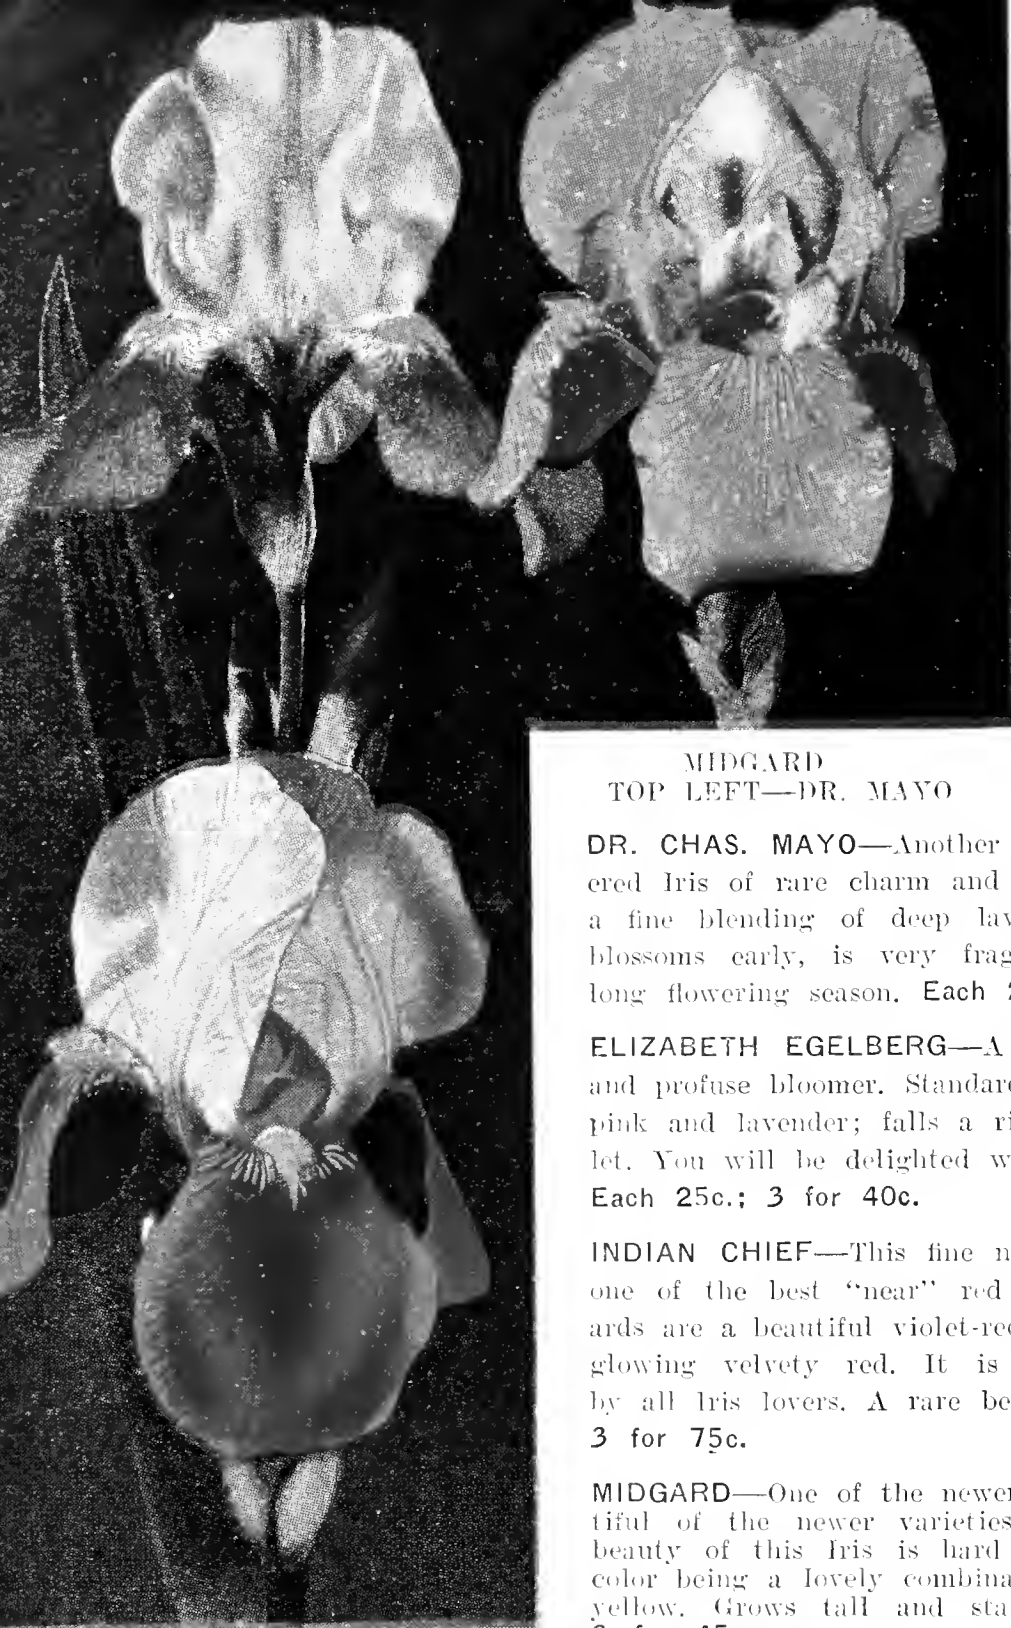 MIDGARD
TOP LEFT—DR. MAYO
DR. CHAS. MAYO—Another
ered Iris of rare charm and
a fine blending of deep lav
blossoms early, is very frag
long flowering season. Each
ELIZABETH EGELBERG—A
and profuse bloomer. Standar
pink and lavender; falls a ri
let. You will be delighted w
Each 25c.; 3 for 40c.
INDIAN CHIEF—This fine n
one of the best "near" red
ards are a beautiful violet-red
glowing velvety red. It is
by all Iris lovers. A rare be
3 for 75c.
MIDGARD—One of the newer
tiful of the newer varieties
beauty of this Iris is hard
color being a lovely combina
yellow. Grows tall and sta